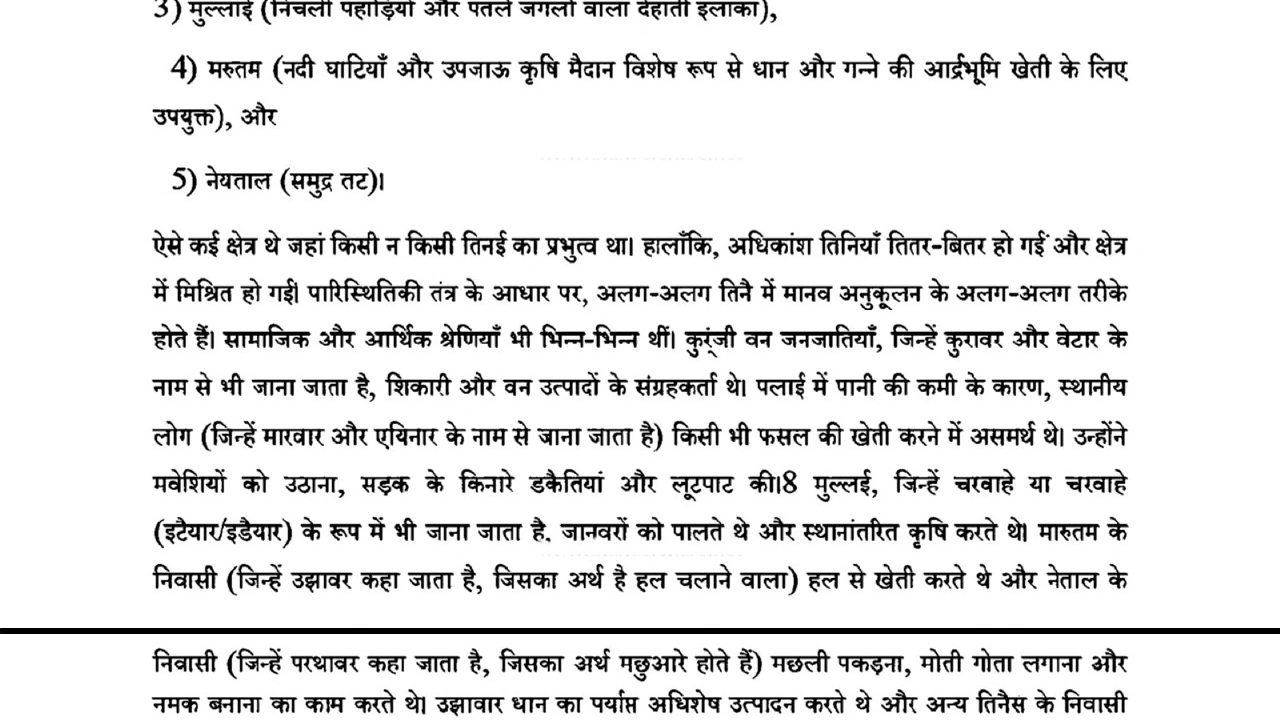 3) मुल्लाई (निचली पहाड़ियों और पतले जंगलों वाला देहाती इलाका),
4) मरुतम (नदी घाटियाँ और उपजाऊ कृषि मैदान विशेष रूप से धान और गन्ने की आर्द्रभूमि खेती के लिए
उपयुक्त), और
5) नेयताल (समुद्र तट)।
ऐसे कई क्षेत्र थे जहां किसी न किसी तिनई का प्रभुत्व था। हालाँकि, अधिकांश तिनियाँ तितर-बितर हो गईं और क्षेत्र
में मिश्रित हो गईं। पारिस्थितिकी तंत्र के आधार पर, अलग-अलग तिनै में मानव अनुकूलन के अलग-अलग तरीके
होते हैं। सामाजिक और आर्थिक श्रेणियाँ भी भिन्न-भिन्न थीं। कुरंजी वन जनजातियाँ, जिन्हें कुरावर और वेटार के
नाम से भी जाना जाता है, शिकारी और वन उत्पादों के संग्रहकर्ता थे। पलाई में पानी की कमी के कारण, स्थानीय
लोग (जिन्हें मारवार और एयिनार के नाम से जाना जाता है) किसी भी फसल की खेती करने में असमर्थ थे। उन्होंने
मवेशियों को उठाना, सड़क के किनारे डकैतियां और लूटपाट की।8 मुल्लई, जिन्हें चरवाहे या चरवाहे
(इटैयार/इडैयार) के रूप में भी जाना जाता है, जानवरों को पालते थे और स्थानांतरित कृषि करते थे। मारुतम के
निवासी (जिन्हें उझावर कहा जाता है, जिसका अर्थ है हल चलाने वाला) हल से खेती करते थे और नेताल के
निवासी (जिन्हें परथावर कहा जाता है, जिसका अर्थ मछुआरे होते हैं) मछली पकड़ना, मोती गोता लगाना और
नमक बनाना का काम करते थे। उझावार धान का पर्याप्त अधिशेष उत्पादन करते थे और अन्य तिनैस के निवासी